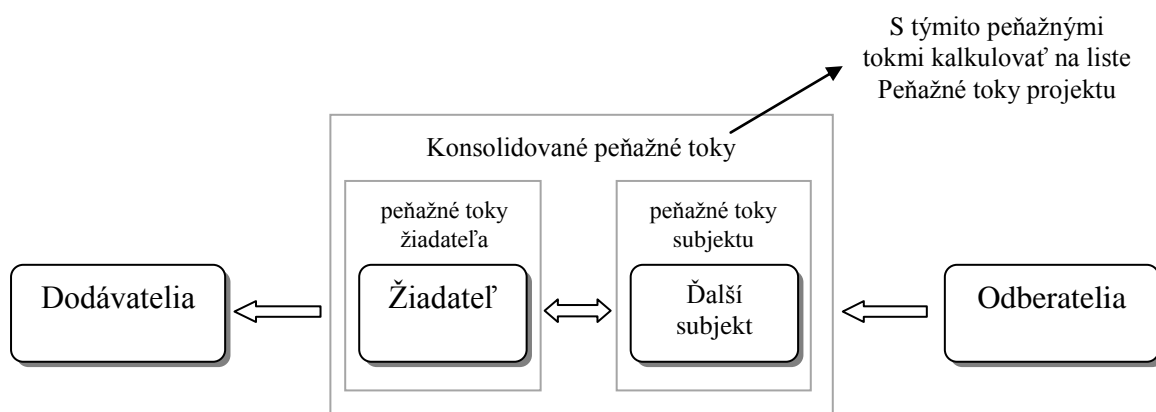 S týmito peňažnými
tokmi kalkulovať na liste
Peňažné toky projektu
Konsolidované peňažné toky
peňažné toky
žiadateľa
peňažné toky
subjektu
Dodávatelia
Žiadateľ
Ďalší
subjekt
Odberatelia